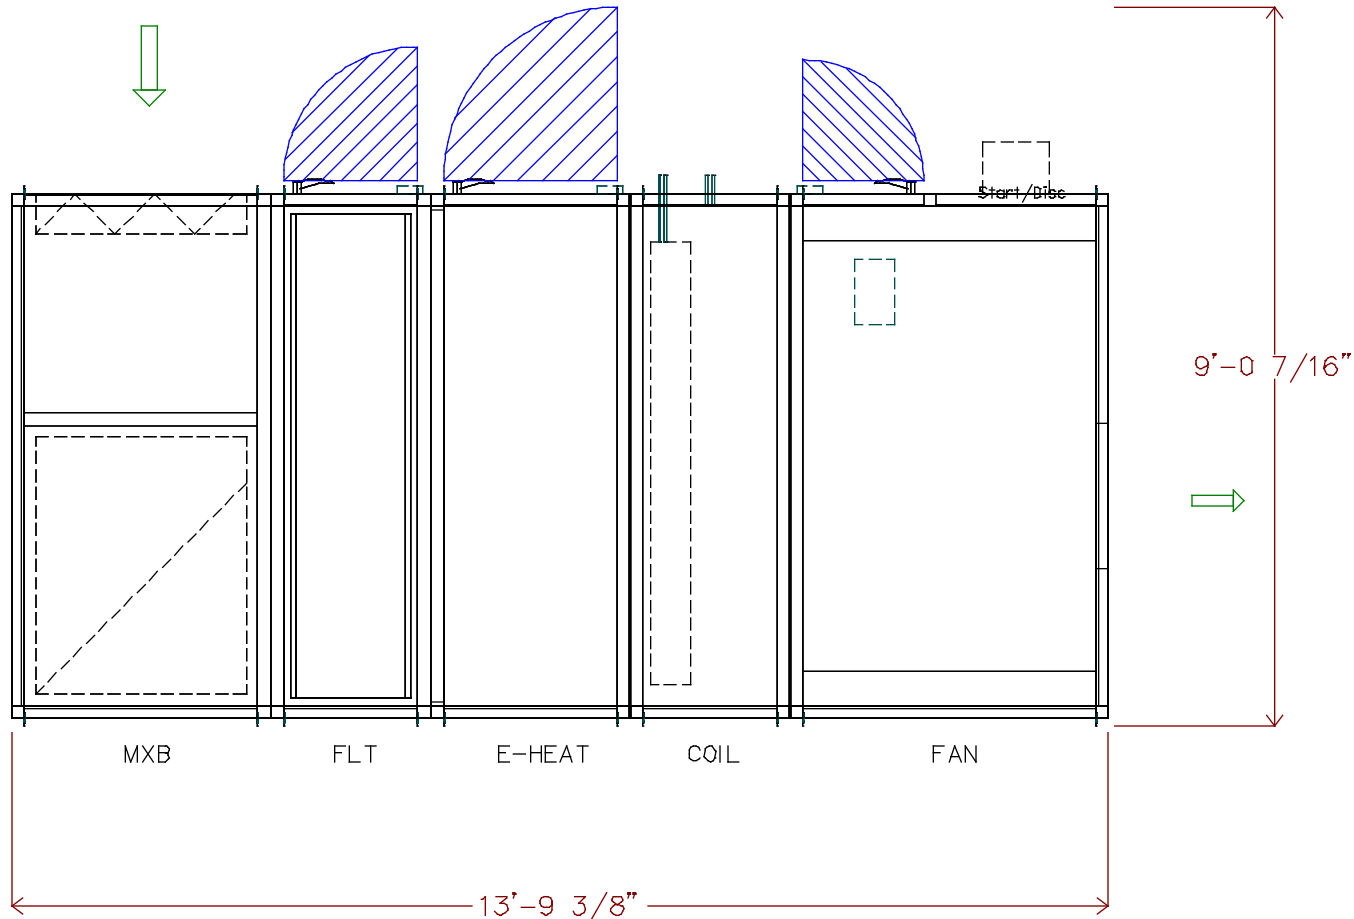 Start/Disc
9'-0 7/16"
MXB
FLT
E-HEAT
COIL
FAN
13'-9 3/8"